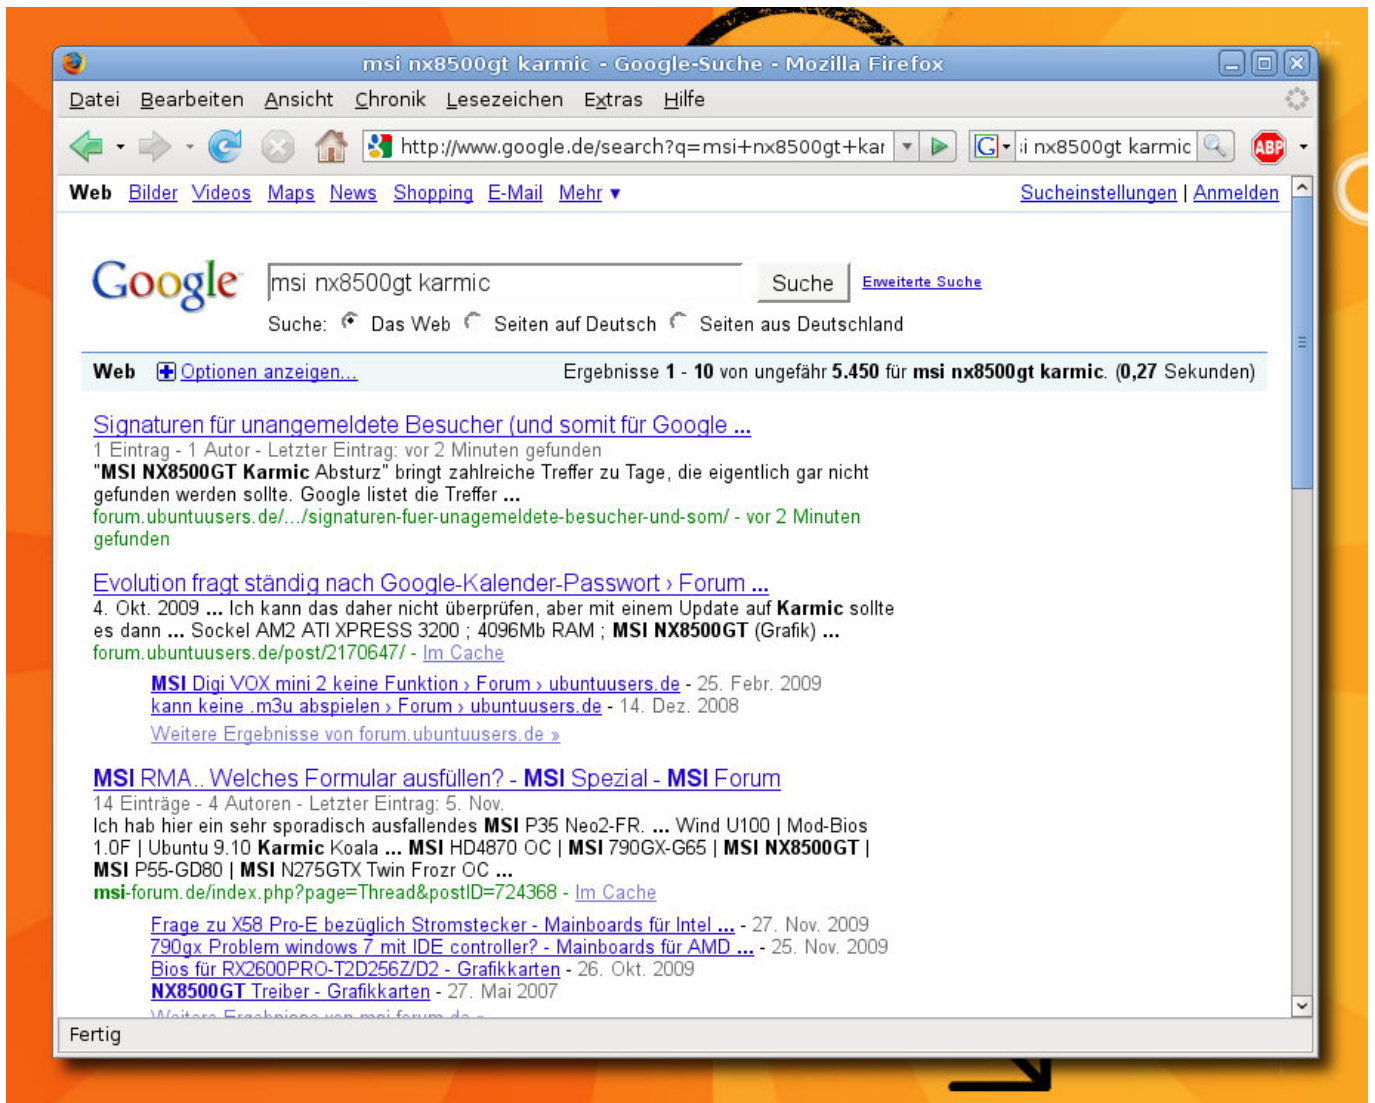 msi nx8500gt karmic - Google-Suche - Mozilla Firefox
Datei Bearbeiten Ansicht Chronik Lesezeichen Extras Hilfe
http://www.google.de/search?q=msi+nx8500gt+kar G i nx8500gt karmic ABP
Web Bilder Videos Maps News Shopping E-Mail Mehr ▼ Sucheinstellungen | Anmelden
Google msi nx8500gt karmic Suche Erweiterte Suche
Suche: Das Web Seiten auf Deutsch Seiten aus Deutschland
Web Optionen anzeigen... Ergebnisse 1 - 10 von ungefähr 5.450 für msi nx8500gt karmic. (0,27 Sekunden)
Signaturen für unangemeldete Besucher (und somit für Google ...
1 Eintrag - 1 Autor - Letzter Eintrag: vor 2 Minuten gefunden
"MSI NX8500GT Karmic Absturz" bringt zahlreiche Treffer zu Tage, die eigentlich gar nicht
gefunden werden sollte. Google listet die Treffer ...
forum.ubuntuusers.de/.../signaturen-fuer-unagemeldete-besucher-und-som/ - vor 2 Minuten
gefunden
Evolution fragt ständig nach Google-Kalender-Passwort › Forum ...
4. Okt. 2009 ... Ich kann das daher nicht überprüfen, aber mit einem Update auf Karmic sollte
es dann ... Sockel AM2 ATI XPRESS 3200 ; 4096Mb RAM ; MSI NX8500GT (Grafik) ...
forum.ubuntuusers.de/post/2170647/ - Im Cache
MSI Digi VOX mini 2 keine Funktion › Forum › ubuntuusers.de - 25. Febr. 2009
kann keine .m3u abspielen › Forum › ubuntuusers.de - 14. Dez. 2008
Weitere Ergebnisse von forum.ubuntuusers.de »
MSI RMA.. Welches Formular ausfüllen? - MSI Spezial - MSI Forum
14 Einträge - 4 Autoren - Letzter Eintrag: 5. Nov.
Ich hab hier ein sehr sporadisch ausfallendes MSI P35 Neo2-FR. ... Wind U100 | Mod-Bios
1.0F | Ubuntu 9.10 Karmic Koala ... MSI HD4870 OC | MSI 790GX-G65 | MSI NX8500GT |
MSI P55-GD80 | MSI N275GTX Twin Frozr OC ...
msi-forum.de/index.php?page=Thread&postID=724368 - Im Cache
Frage zu X58 Pro-E bezüglich Stromstecker - Mainboards für Intel ... - 27. Nov. 2009
790gx Problem windows 7 mit IDE controller? - Mainboards für AMD ... - 25. Nov. 2009
Bios für RX2600PRO-T2D256Z/D2 - Grafikkarten - 26. Okt. 2009
NX8500GT Treiber - Grafikkarten - 27. Mai 2007
Weitere Ergebnisse von msi-forum.de »
Fertig